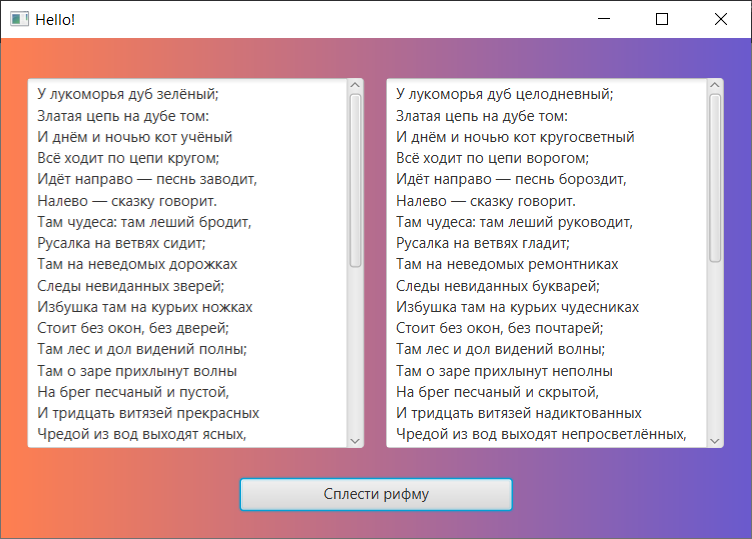 Hello!
У лукоморья дуб зелёный;
Златая цепь на дубе том:
И днём и ночью кот учёный
Всё ходит по цепи кругом;
Идёт направо — песнь заводит,
Налево — сказку говорит.
Там чудеса: там леший бродит,
Русалка на ветвях сидит;
Там на неведомых дорожках
Следы невиданных зверей;
Избушка там на курьих ножках
Стоит без окон, без дверей;
Там лес и дол видений полны;
Там о заре прихлынут волны
На брег песчаный и пустой,
И тридцать витязей прекрасных
Чредой из вод выходят ясных,
У лукоморья дуб целодневный;
Златая цепь на дубе том:
И днём и ночью кот кругосветный
Всё ходит по цепи ворогом;
Идёт направо — песнь бороздит,
Налево — сказку говорит.
Там чудеса: там леший руководит,
Русалка на ветвях гладит;
Там на неведомых ремонтниках
Следы невиданных букварей;
Избушка там на курьих чудесниках
Стоит без окон, без почтарей;
Там лес и дол видений волны;
Там о заре прихлынут неполны
На брег песчаный и скрытой,
И тридцать витязей надиктованных
Чредой из вод выходят непросветлённых,
Сплести рифму